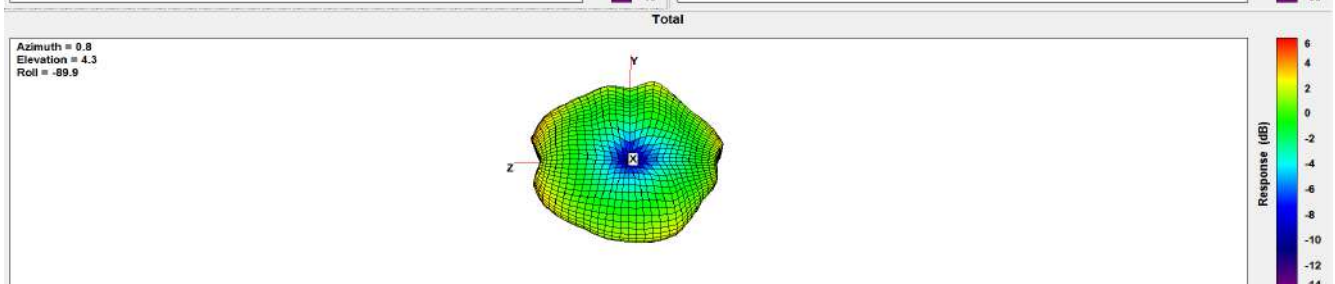 Total
Azimuth = 0.8
Elevation = 4.3
Roll = -89.9
Y
X
Z
Response (dB)
6
4
2
0
-2
-4
-6
-8
-10
-12